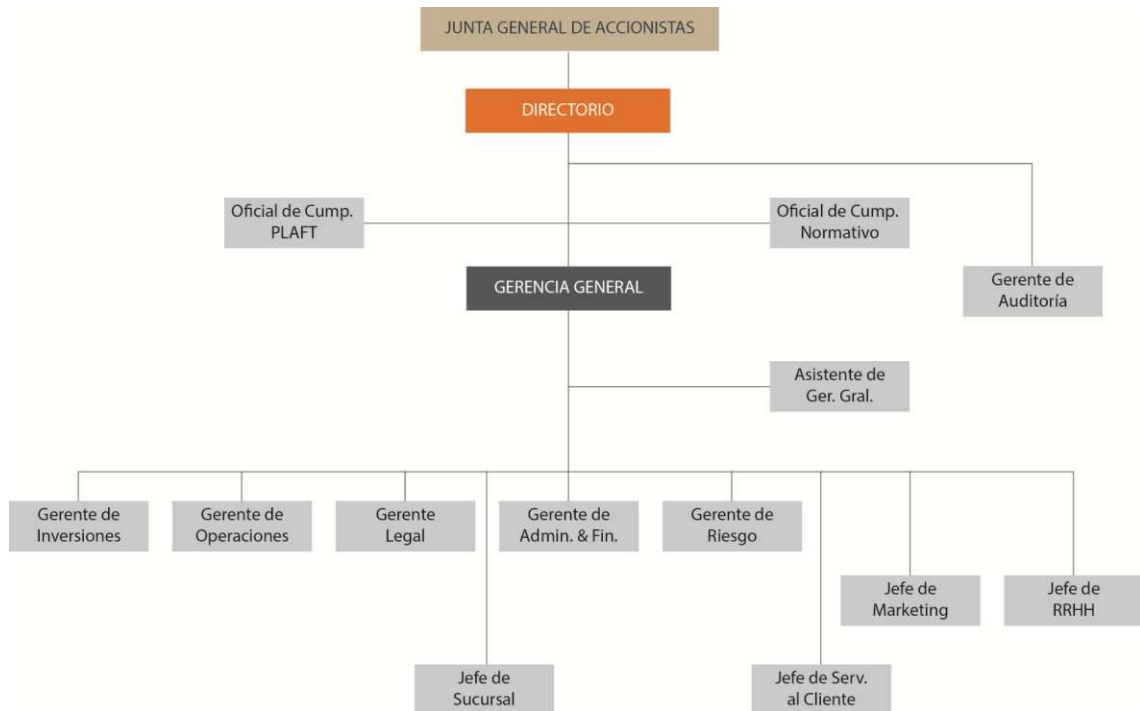 JUNTA GENERAL DE ACCIONISTAS
DIRECTORIO
Oficial de Cump.
PLAFT
Oficial de Cump.
Normativo
GERENCIA GENERAL
Gerente de
Auditoría
Asistente de
Ger. Gral.
Gerente de
Inversiones
Gerente de
Operaciones
Gerente
Legal
Gerente de
Admin. & Fin.
Gerente de
Riesgo
Jefe de
Marketing
Jefe de
RRHH
Jefe de
Sucursal
Jefe de Serv.
al Cliente